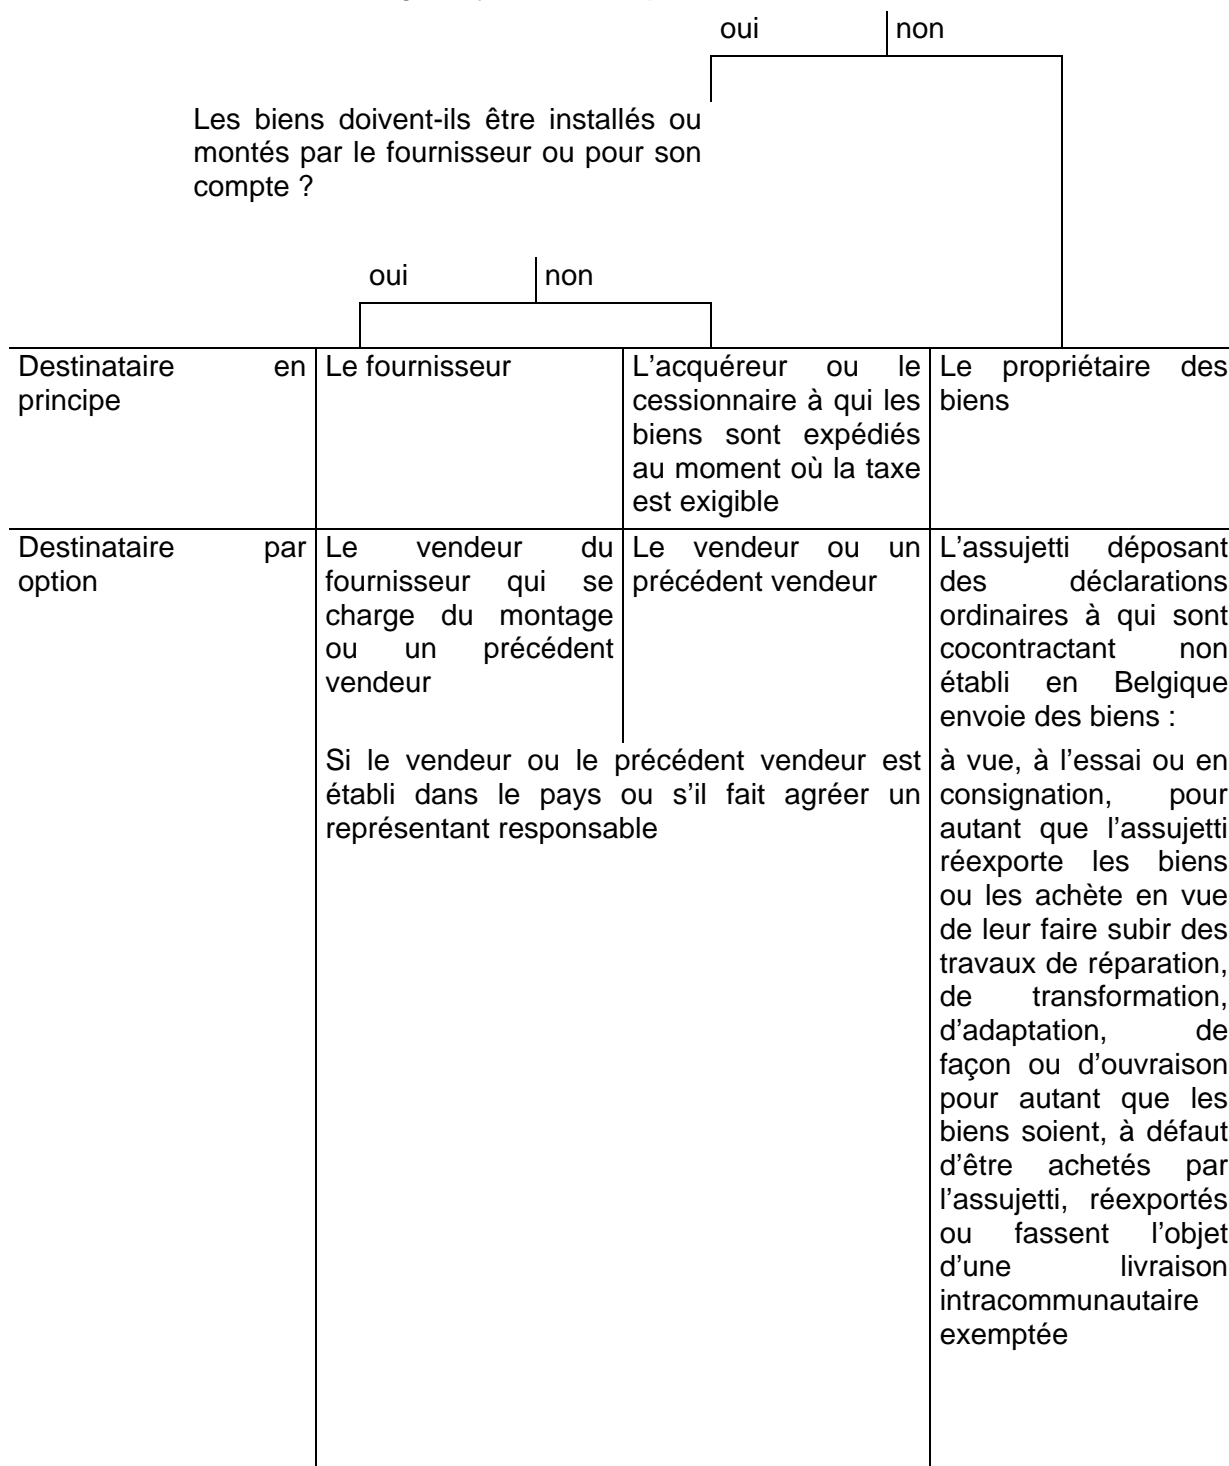 oui non
Les biens doivent-ils être installés ou
montés par le fournisseur ou pour son
compte ?
oui non
Destinataire en
principe
Le fournisseur
L'acquéreur ou le
cessionnaire à qui les
biens sont expédiés
au moment où la taxe
est exigible
Le propriétaire des
biens
Destinataire par
option
Le vendeur du
fournisseur qui se
charge du montage
ou un précédent
vendeur
Le vendeur ou un
précédent vendeur
Si le vendeur ou le précédent vendeur est
établi dans le pays ou s'il fait agréer un
représentant responsable
L'assujetti déposant
des déclarations
ordinaires à qui sont
cocontractant non
établi en Belgique
envoie des biens :
à vue, à l'essai ou en
consignation, pour
autant que l'assujetti
réexporte les biens
ou les achète en vue
de leur faire subir des
travaux de réparation,
de transformation,
d'adaptation, de
façon ou d'ouvraison
pour autant que les
biens soient, à défaut
d'être achetés par
l'assujetti, réexportés
ou fassent l'objet
d'une livraison
intracommunautaire
exemptée